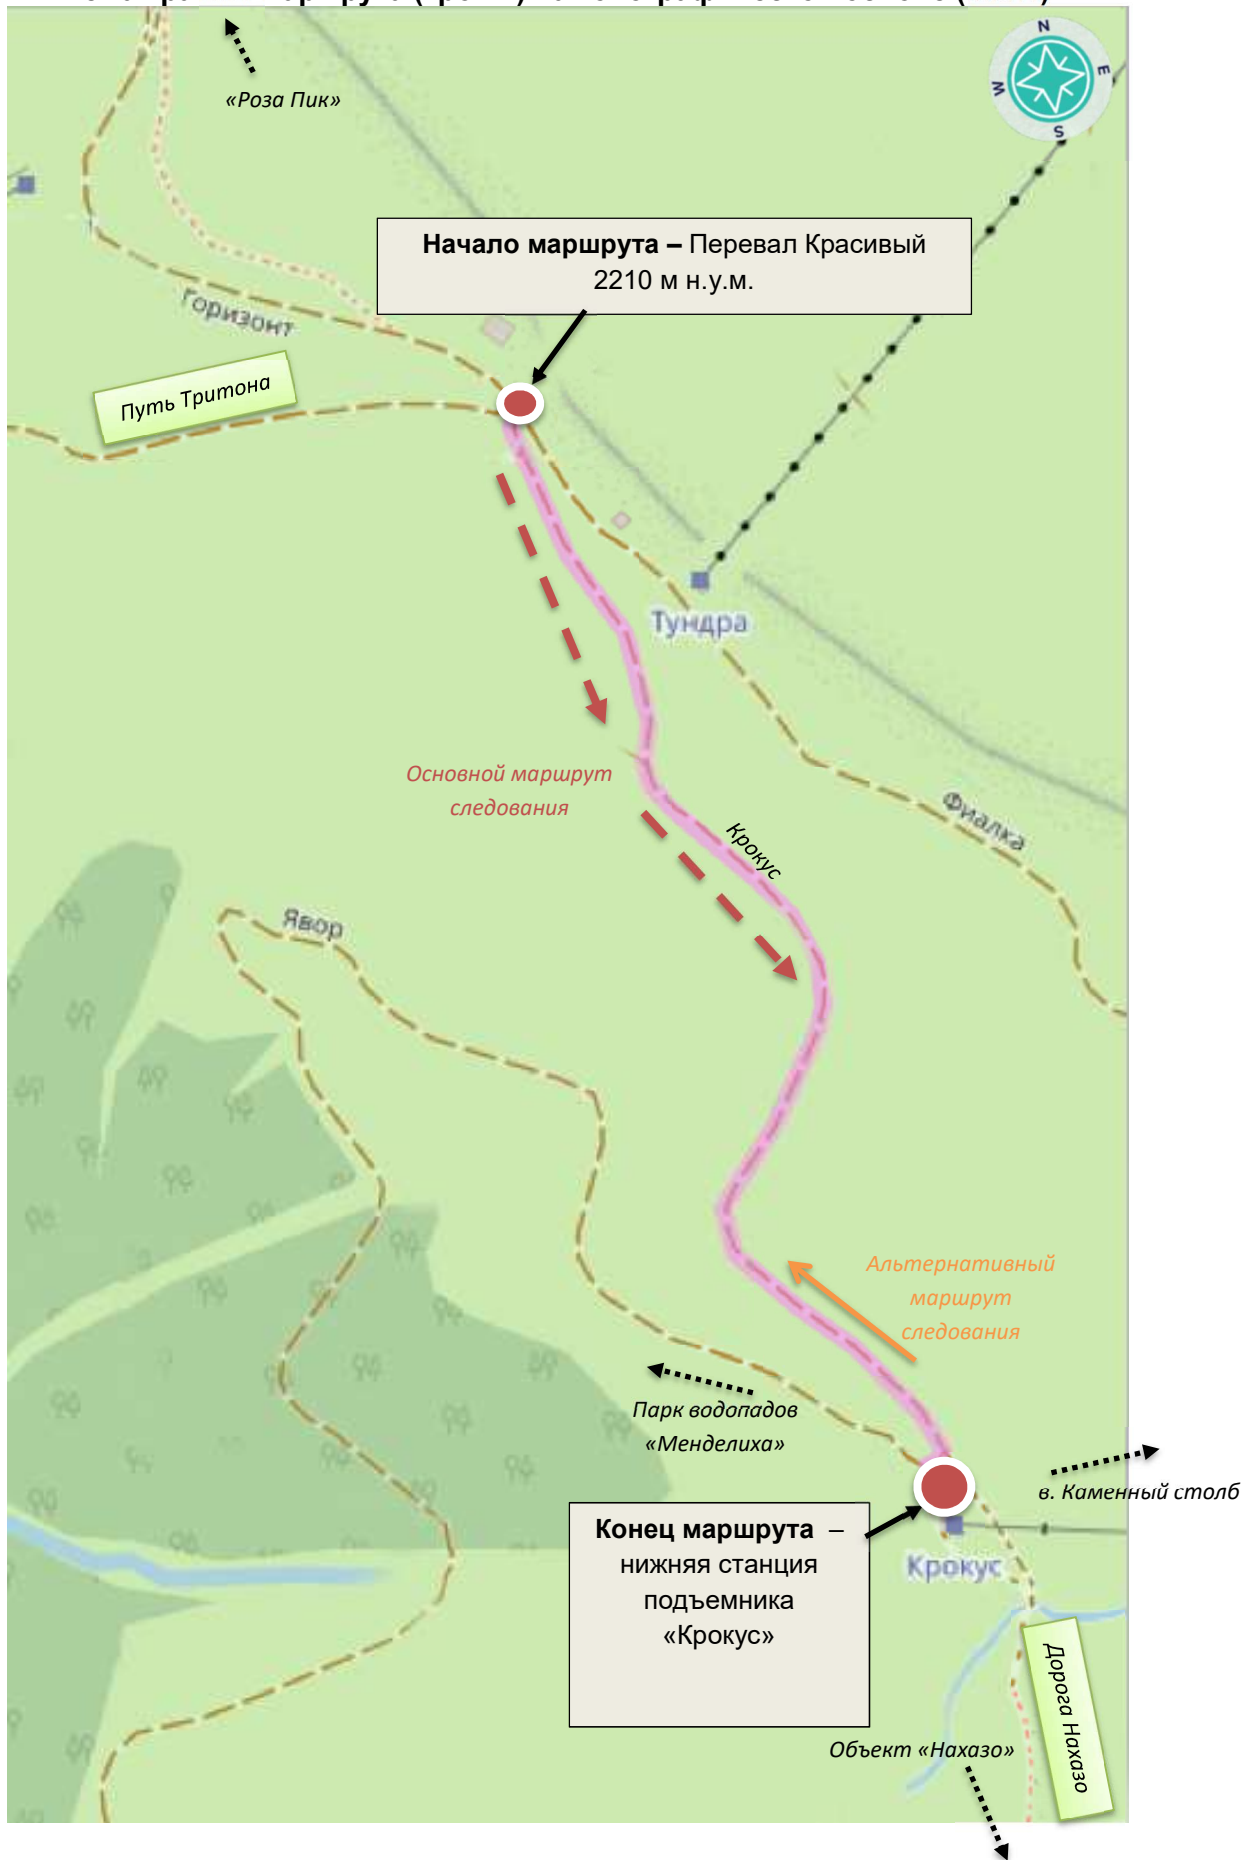 N
E
W
S
«Роза Пик»
Начало маршрута – Перевал Красивый
2210 м н.у.м.
Горизонт
Путь Тритона
Тундра
Основной маршрут
следования
Крокус
Фиалка
Явор
Альтернативный
маршрут
следования
Парк водопадов
«Менделиха»
в. Каменный столб
Конец маршрута –
нижняя станция
подъемника
«Крокус»
Крокус
Дорога Нахазо
Объект «Нахазо»